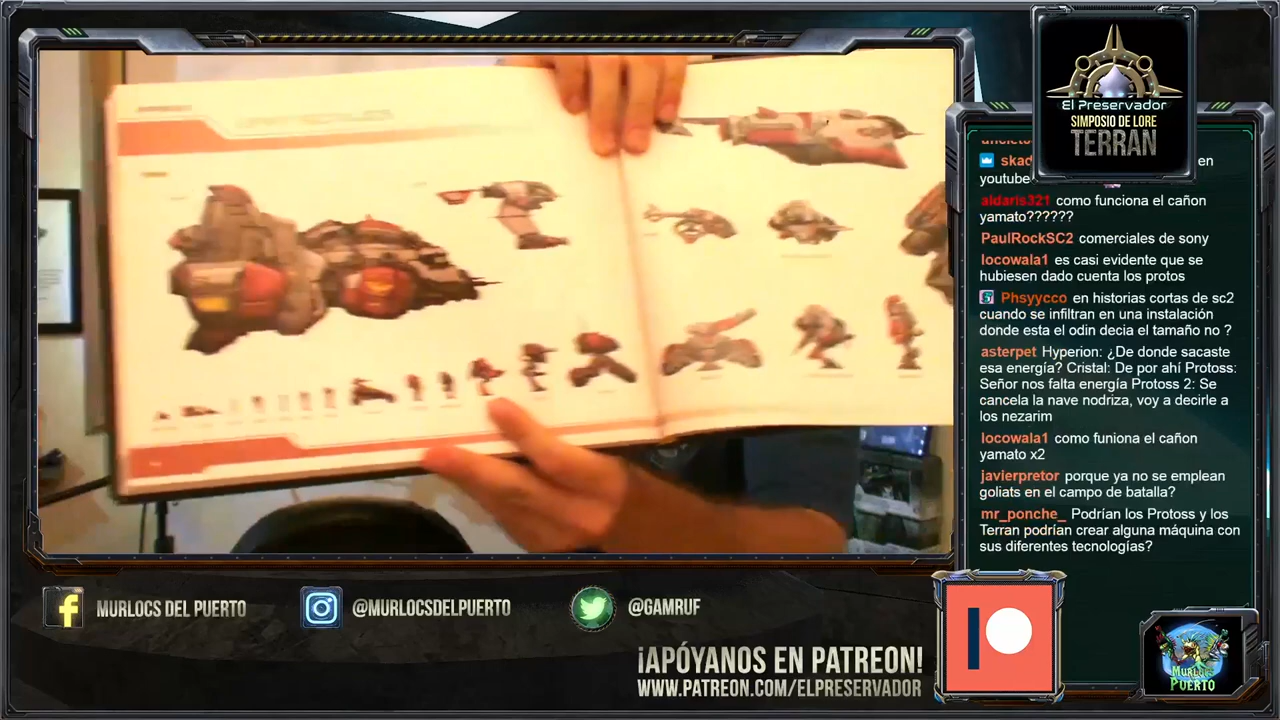 El Preservador
SIMPOSIO DE LORE
TERRAN
en
youtube
aldaris321 como funciona el cañon
yamato??????
PaulRockSC2 comerciales de sony
locowala1 es casi evidente que se
hubiesen dado cuenta los protos
Phsyycco en historias cortas de sc2
cuando se infiltran en una instalación
donde esta el odin decia el tamaño no ?
asterpet Hyperion: ¿De donde sacaste
esa energía? Cristal: De por ahí Protoss:
Señor nos falta energía Protoss 2: Se
cancela la nave nodriza, voy a decirle a
los nezarim
locowala1 como funiona el cañon
yamato x2
javierpretor porque ya no se emplean
goliats en el campo de batalla?
mr_ponche_ Podrían los Protoss y los
Terran podrían crear alguna máquina con
sus diferentes tecnologías?
MURLOCS DEL PUERTO
@MURLOCSDELPUERTO
@GAMRUF
¡APÓYANOS EN PATREON!
WWW.PATREON.COM/ELPRESERVADOR
MURLOCS
PUERTO